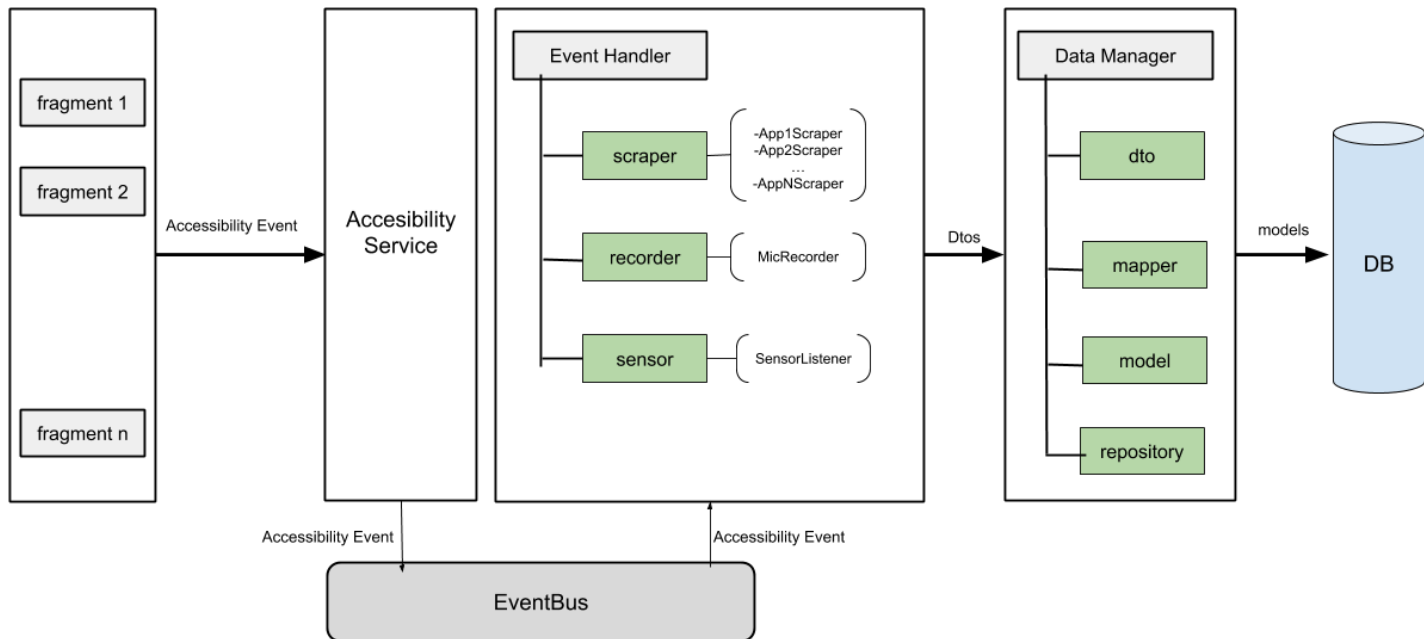 fragment 1
fragment 2
fragment n
Accessibility Event
Accesibility
Service
Event Handler
scraper
-App1Scraper
-App2Scraper
...
-AppNScraper
recorder
MicRecorder
sensor
SensorListener
Dtos
Data Manager
dto
mapper
model
repository
models
DB
Accessibility Event
Accessibility Event
EventBus